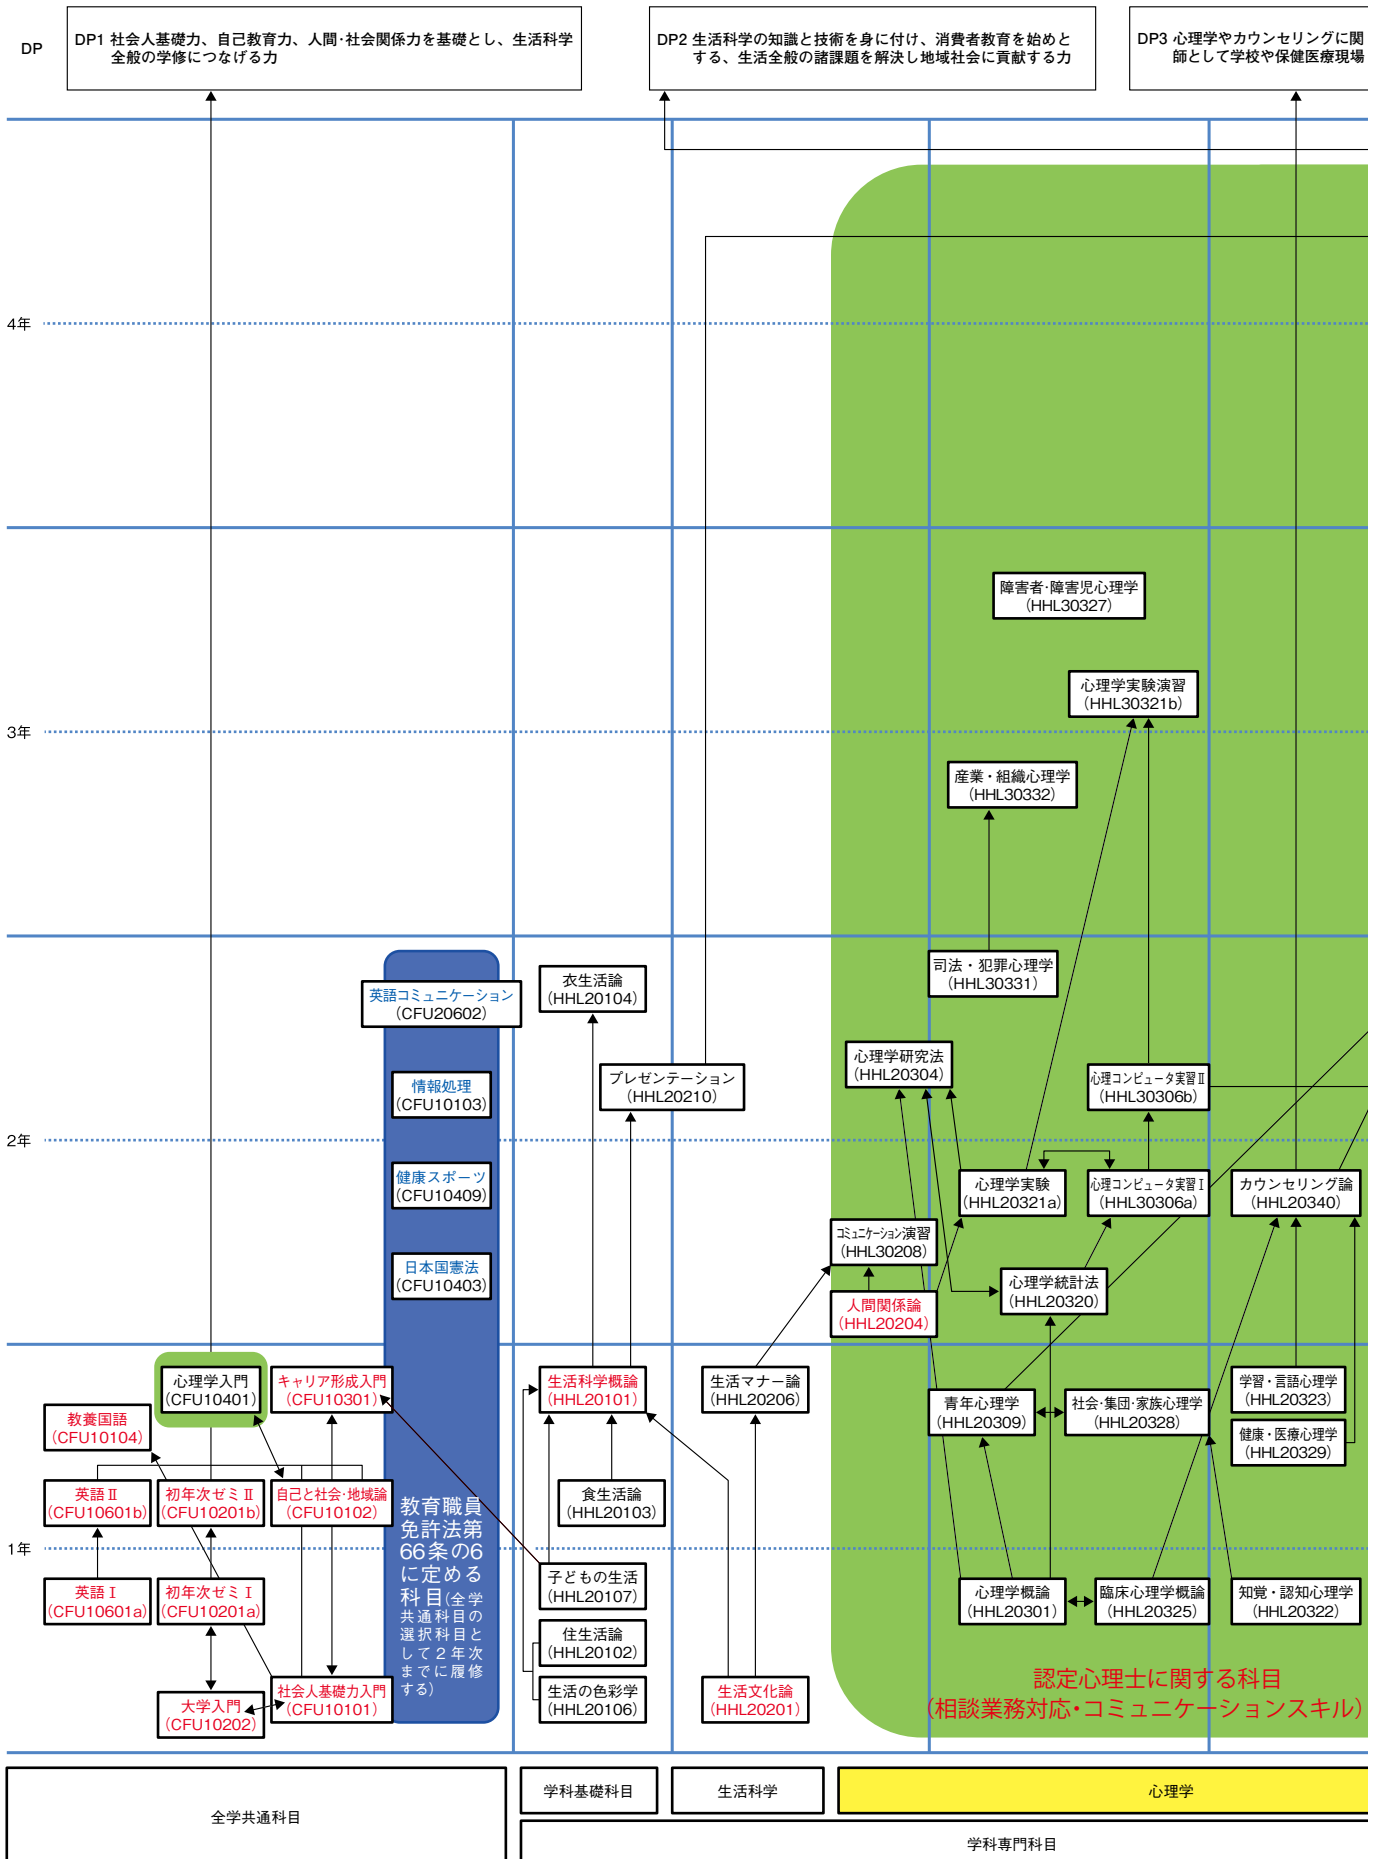 DP
DP1 社会人基礎力、自己教育力、人間・社会関係力を基礎とし、生活科学
全般の学修につなげる力
DP2 生活科学の知識と技術を身に付け、消費者教育を始めと
する、生活全般の諸課題を解決し地域社会に貢献する力
DP3 心理学やカウンセリングに関
師として学校や保健医療現場
4年
障害者・障害児心理学
(HHL30327)
心理学実験演習
(HHL30321b)
3年
産業・組織心理学
(HHL30332)
司法・犯罪心理学
(HHL30331)
衣生活論
(HHL20104)
英語コミュニケーション
(CFU20602)
心理学研究法
(HHL20304)
プレゼンテーション
(HHL20210)
心理コンピュータ実習Ⅱ
(HHL30306b)
情報処理
(CFU10103)
2年
健康スポーツ
(CFU10409)
心理学実験
(HHL20321a)
心理コンピュータ実習Ⅰ
(HHL30306a)
カウンセリング論
(HHL20340)
コミュニケーション演習
(HHL30208)
日本国憲法
(CFU10403)
心理学統計法
(HHL20320)
人間関係論
(HHL20204)
心理学入門
(CFU10401)
キャリア形成入門
(CFU10301)
生活科学概論
(HHL20101)
生活マナー論
(HHL20206)
青年心理学
(HHL20309)
社会・集団・家族心理学
(HHL20328)
学習・言語心理学
(HHL20323)
健康・医療心理学
(HHL20329)
教養国語
(CFU10104)
英語Ⅱ
(CFU10601b)
初年次ゼミⅡ
(CFU10201b)
自己と社会・地域論
(CFU10102)
食生活論
(HHL20103)
教育職員
免許法第
66条の6
に定める
科目(全学
共通科目の
選択科目と
して２年次
までに履修
する)
1年
英語Ⅰ
(CFU10601a)
初年次ゼミⅠ
(CFU10201a)
子どもの生活
(HHL20107)
心理学概論
(HHL20301)
臨床心理学概論
(HHL20325)
知覚・認知心理学
(HHL20322)
住生活論
(HHL20102)
大学入門
(CFU10202)
社会人基礎力入門
(CFU10101)
生活の色彩学
(HHL20106)
生活文化論
(HHL20201)
認定心理士に関する科目
(相談業務対応・コミュニケーションスキル)
全学共通科目
学科基礎科目
生活科学
心理学
学科専門科目